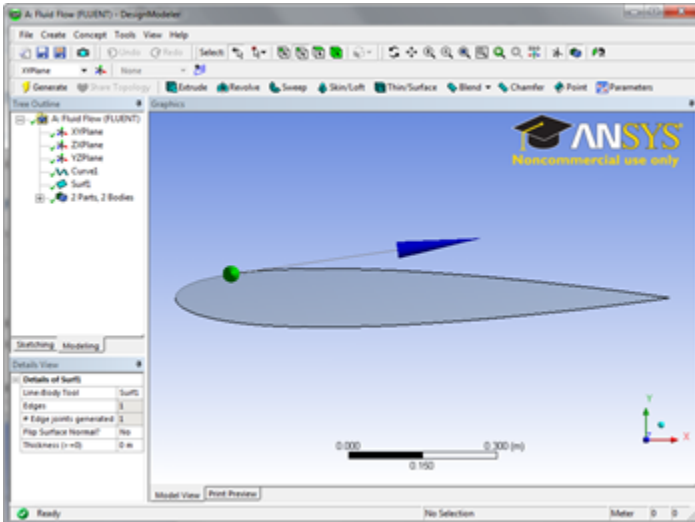 A: Fluid Flow (FLUENT) - DesignModeler
File Create Concept Tools View Help
Undo Redo Select:
XYPlane None
Generate Share Topology Extrude Revolve Sweep Skin/Loft Thin/Surface Blend Chamfer Point Parameters
Tree Outline
A: Fluid Flow (FLUENT)
XYPlane
ZXPlane
YZPlane
Curve1
Surf1
2 Parts, 2 Bodies
Sketching Modeling
Details View
Details of Surf1
Line-Body Tool Surf1
Edges 1
# Edge joints generated 1
Flip Surface Normal? No
Thickness (>=0) 0 m
Graphics
ANSYS
Noncommercial use only
0.000 0.300 (m)
0.150
Y
X
Model View Print Preview
Ready No Selection Meter 0 0